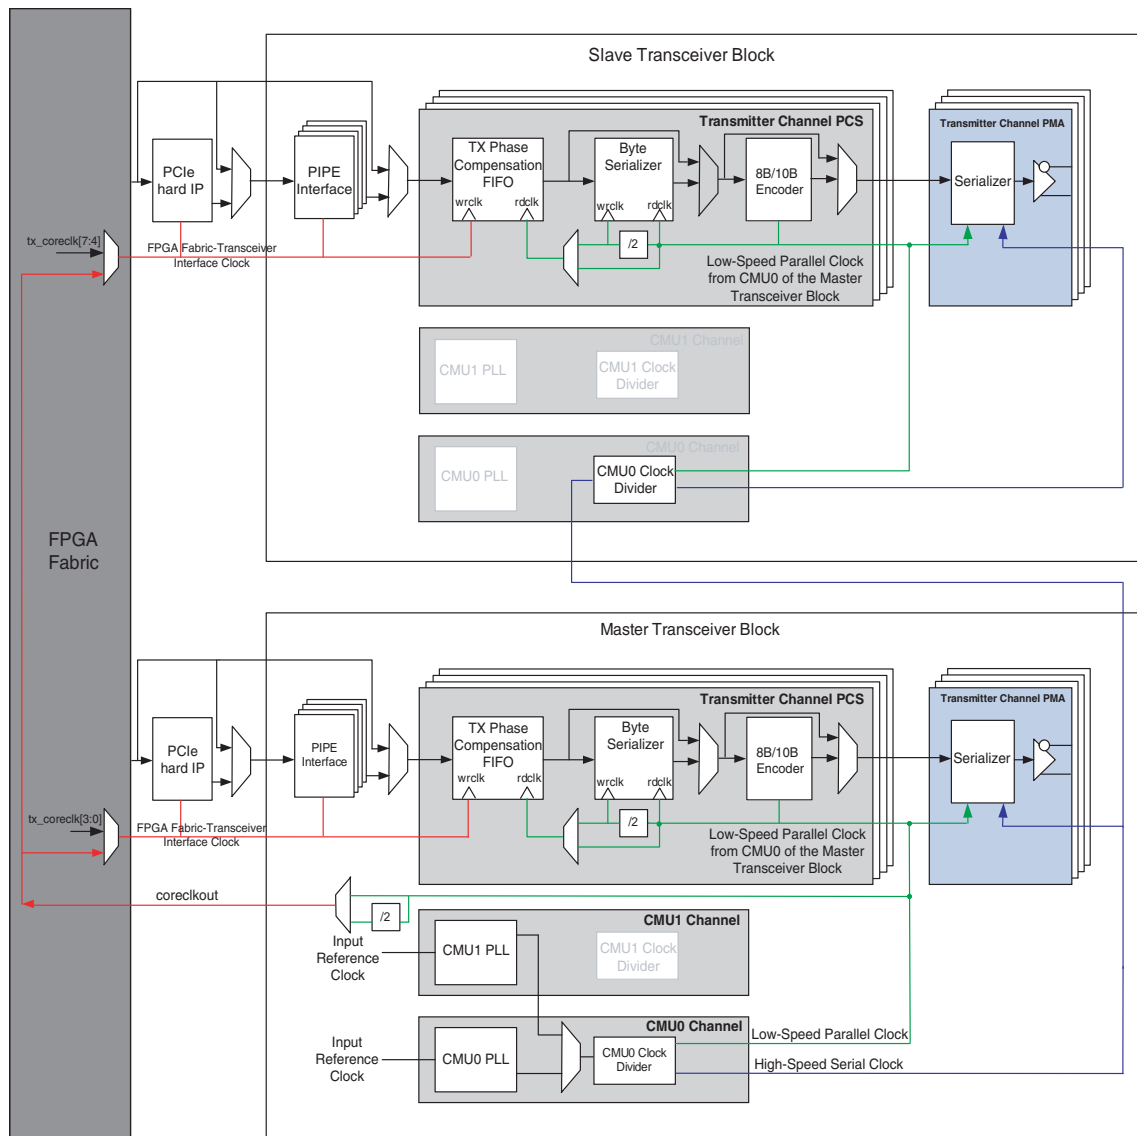 Slave Transceiver Block
Transmitter Channel PCS
Transmitter Channel PMA
PCIe
hard IP
PIPE
Interface
TX Phase
Compensation
FIFO
wrclk
rdclk
Byte
Serializer
wrclk
rdclk
/2
8B/10B
Encoder
Serializer
tx_coreclk[7:4]
FPGA Fabric-Transceiver
Interface Clock
Low-Speed Parallel Clock
from CMU0 of the Master
Transceiver Block
CMU1 Channel
CMU1 PLL
CMU1 Clock
Divider
CMU0 Channel
CMU0 PLL
CMU0 Clock
Divider
FPGA
Fabric
Master Transceiver Block
Transmitter Channel PCS
Transmitter Channel PMA
PCIe
hard IP
PIPE
Interface
TX Phase
Compensation
FIFO
wrclk
rdclk
Byte
Serializer
wrclk
rdclk
/2
8B/10B
Encoder
Serializer
tx_coreclk[3:0]
FPGA Fabric-Transceiver
Interface Clock
Low-Speed Parallel Clock
from CMU0 of the Master
Transceiver Block
coreclkout
/2
CMU1 Channel
Input
Reference
Clock
CMU1 PLL
CMU1 Clock
Divider
CMU0 Channel
Input
Reference
Clock
CMU0 PLL
CMU0 Clock
Divider
Low-Speed Parallel Clock
High-Speed Serial Clock